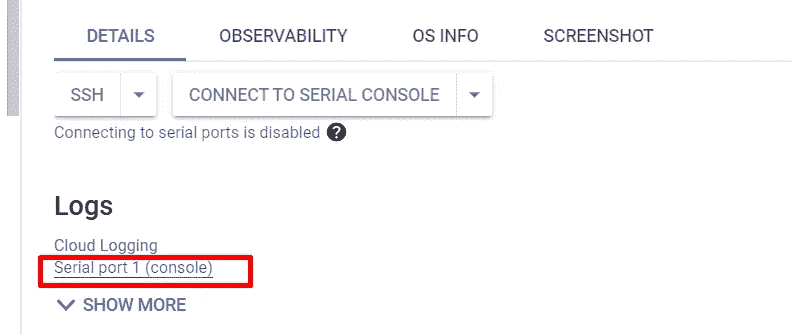 DETAILS OBSERVABILITY OS INFO SCREENSHOT
SSH CONNECT TO SERIAL CONSOLE
Connecting to serial ports is disabled ?
Logs
Cloud Logging
Serial port 1 (console)
SHOW MORE